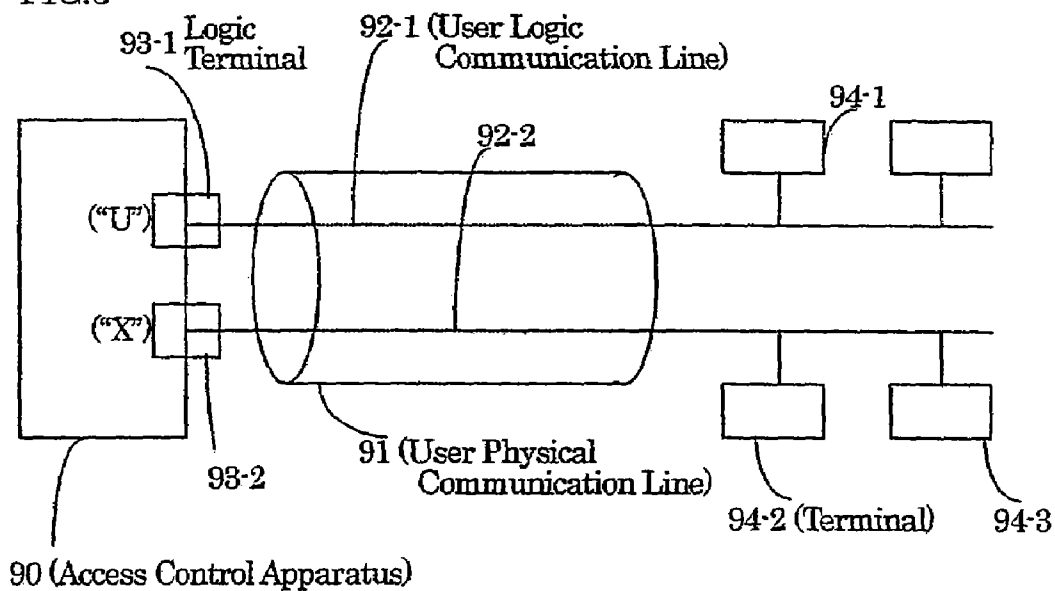 93-1 Logic
Terminal
92-1 (User Logic
Communication Line)
94-1
92-2
("U")
("X")
93-2
91 (User Physical
Communication Line)
94-2 (Terminal)
94-3
90 (Access Control Apparatus)